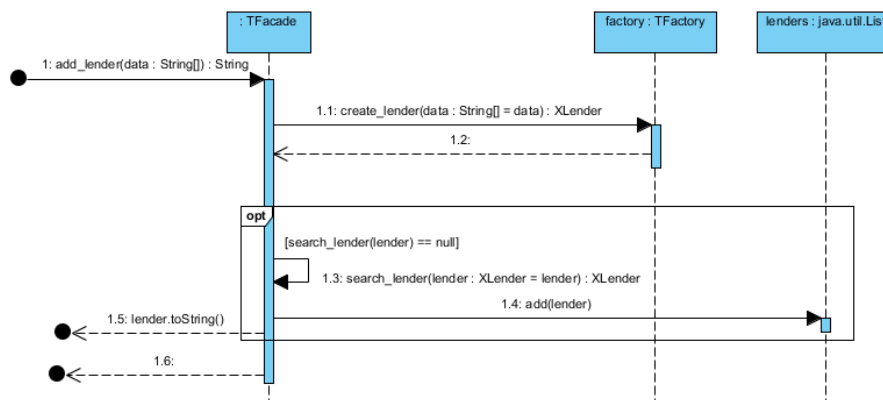 : TFacade
factory : TFactory
lenders : java.util.List
1: add_lender(data : String[]) : String
1.1: create_lender(data : String[] = data) : XLender
1.2:
opt
[search_lender(lender) == null]
1.3: search_lender(lender : XLender = lender) : XLender
1.4: add(lender)
1.5: lender.toString()
1.6: